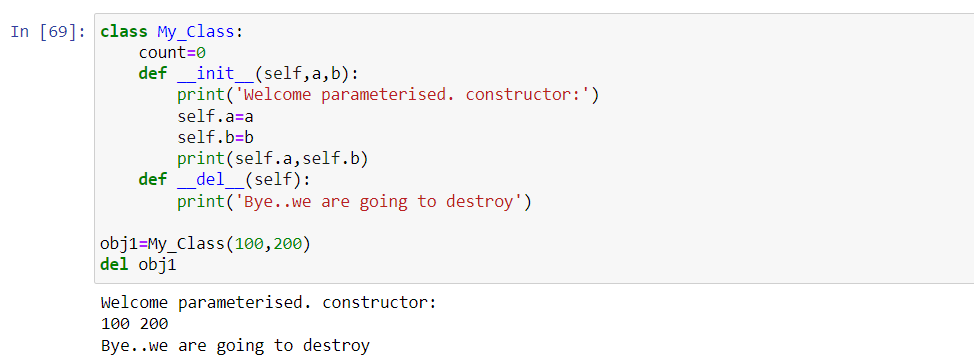 In [69]: class My_Class:
    count=0
    def __init__(self,a,b):
        print('Welcome parameterised. constructor:')
        self.a=a
        self.b=b
        print(self.a,self.b)
    def __del__(self):
        print('Bye..we are going to destroy')

obj1=My_Class(100,200)
del obj1
Welcome parameterised. constructor:
100 200
Bye..we are going to destroy